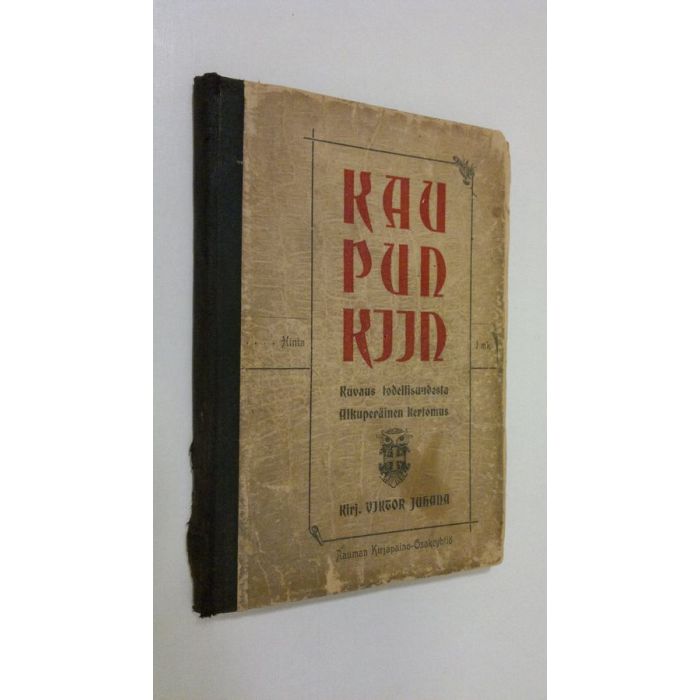 KAU
PUN
KIIN
.... Hinta 1 mk.
Kuvaus todellisuudesta
Alkuperäinen kertomus
Kirj. VIKTOR JUHANA
Rauman Kirjapaino-Osakeyhtiö